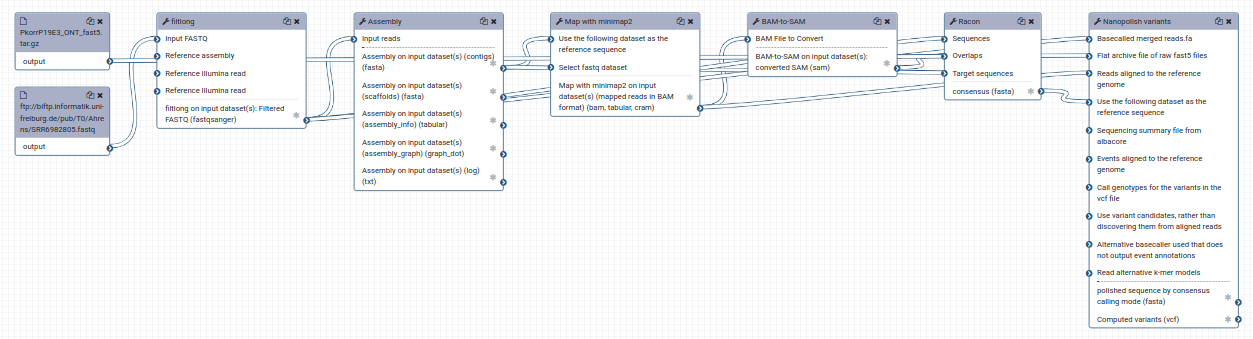 PkorrP19E3_ONT_fast5.
tar.gz
output
ftp://biftp.informatik.uni-
freiburg.de/pub/T0/Ahre
ns/SRR6982805.fastq
output
filtlong
Input FASTQ
Reference assembly
Reference Illumina read
Reference Illumina read
filtlong on input dataset(s): Filtered
FASTQ (fastqsanger)
Assembly
Input reads
Assembly on input dataset(s) (contigs)
(fasta)
Assembly on input dataset(s)
(scaffolds) (fasta)
Assembly on input dataset(s)
(assembly_info) (tabular)
Assembly on input dataset(s)
(assembly_graph) (graph_dot)
Assembly on input dataset(s) (log)
(txt)
Map with minimap2
Use the following dataset as the
reference sequence
Select fastq dataset
Map with minimap2 on input
dataset(s) (mapped reads in BAM
format) (bam, tabular, cram)
BAM-to-SAM
BAM File to Convert
BAM-to-SAM on input dataset(s):
converted SAM (sam)
Racon
Sequences
Overlaps
Target sequences
consensus (fasta)
Nanopolish variants
Basecalled merged reads.fa
Flat archive file of raw fast5 files
Reads aligned to the reference
genome
Use the following dataset as the
reference sequence
Sequencing summary file from
albacore
Events aligned to the reference
genome
Call genotypes for the variants in the
vcf file
Use variant candidates, rather than
discovering them from aligned reads
Alternative basecaller used that does
not output event annotations
Read alternative k-mer models
polished sequence by consensus
calling mode (fasta)
Computed variants (vcf)